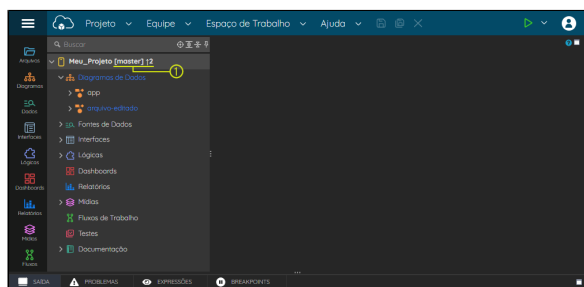 Projeto Equipe Espaço de Trabalho Ajuda
Buscar
Arquivos
Meu_Projeto [master] ↑2
1
Diagramas
Diagramas de Dados
app
Dados
arquivo-editado
Fontes de Dados
Interfaces
Interfaces
Lógicas
Lógicas
Dashboards
Dashboards
Relatórios
Relatórios
Mídias
Mídias
Fluxos de Trabalho
Testes
Fluxos
Documentação
SAÍDA PROBLEMAS EXPRESSÕES BREAKPOINTS